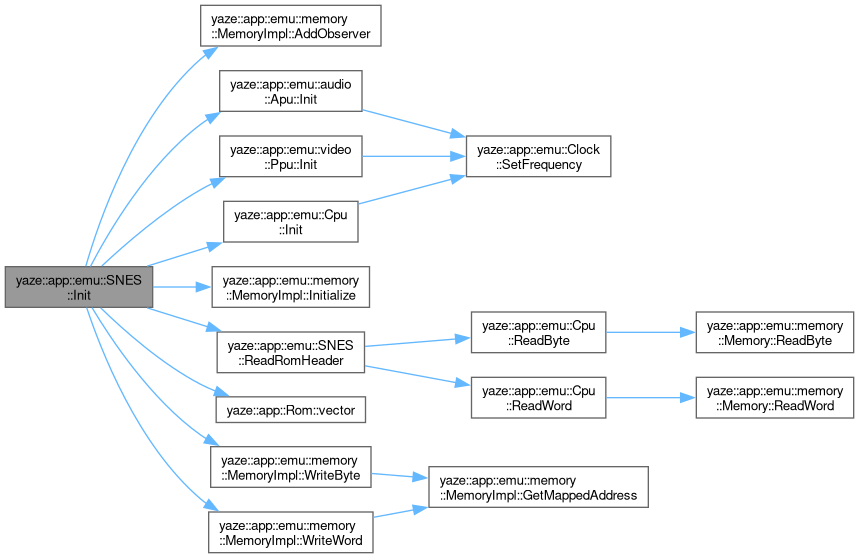 yaze::app::emu::memory
::MemoryImpl::AddObserver
yaze::app::emu::audio
::Apu::Init
yaze::app::emu::video
::Ppu::Init
yaze::app::emu::Clock
::SetFrequency
yaze::app::emu::Cpu
::Init
yaze::app::emu::SNES
::Init
yaze::app::emu::memory
::MemoryImpl::Initialize
yaze::app::emu::SNES
::ReadRomHeader
yaze::app::emu::Cpu
::ReadByte
yaze::app::emu::memory
::Memory::ReadByte
yaze::app::emu::Cpu
::ReadWord
yaze::app::emu::memory
::Memory::ReadWord
yaze::app::Rom::vector
yaze::app::emu::memory
::MemoryImpl::WriteByte
yaze::app::emu::memory
::MemoryImpl::GetMappedAddress
yaze::app::emu::memory
::MemoryImpl::WriteWord